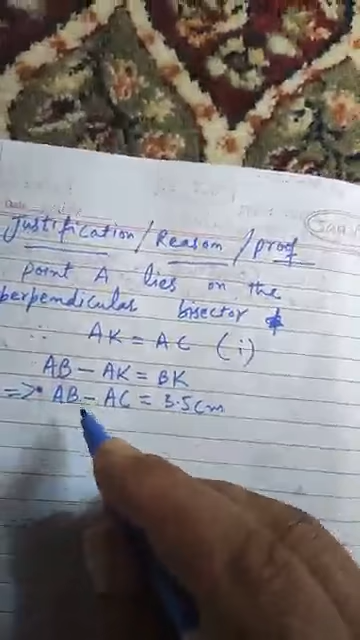 Justification/Reason/proof
point A lies on the
perpendicular bisector
∴ AK = AC (i)
AB - AK = BK
=> AB - AC = 3.5cm